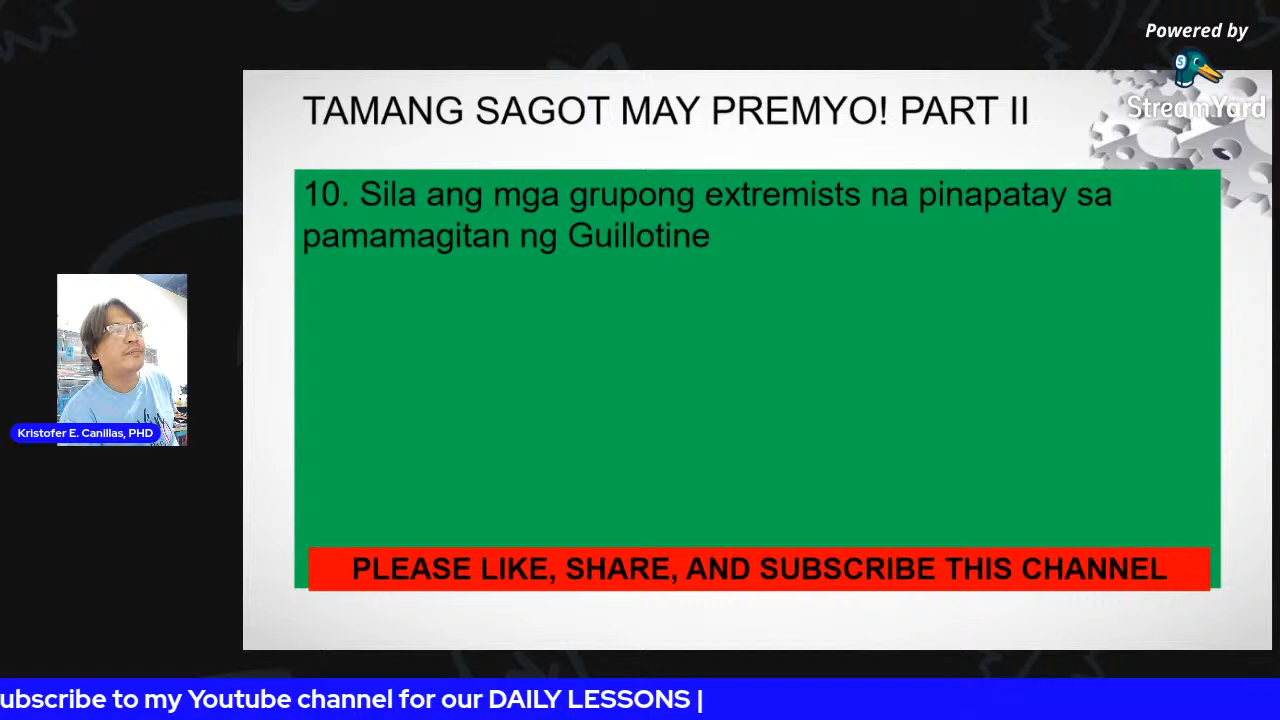 Powered by
StreamYard
TAMANG SAGOT MAY PREMYO! PART II
10. Sila ang mga grupong extremists na pinapatay sa
pamamagitan ng Guillotine
Kristofer E. Canillas, PHD
PLEASE LIKE, SHARE, AND SUBSCRIBE THIS CHANNEL
ubscribe to my Youtube channel for our DAILY LESSONS |